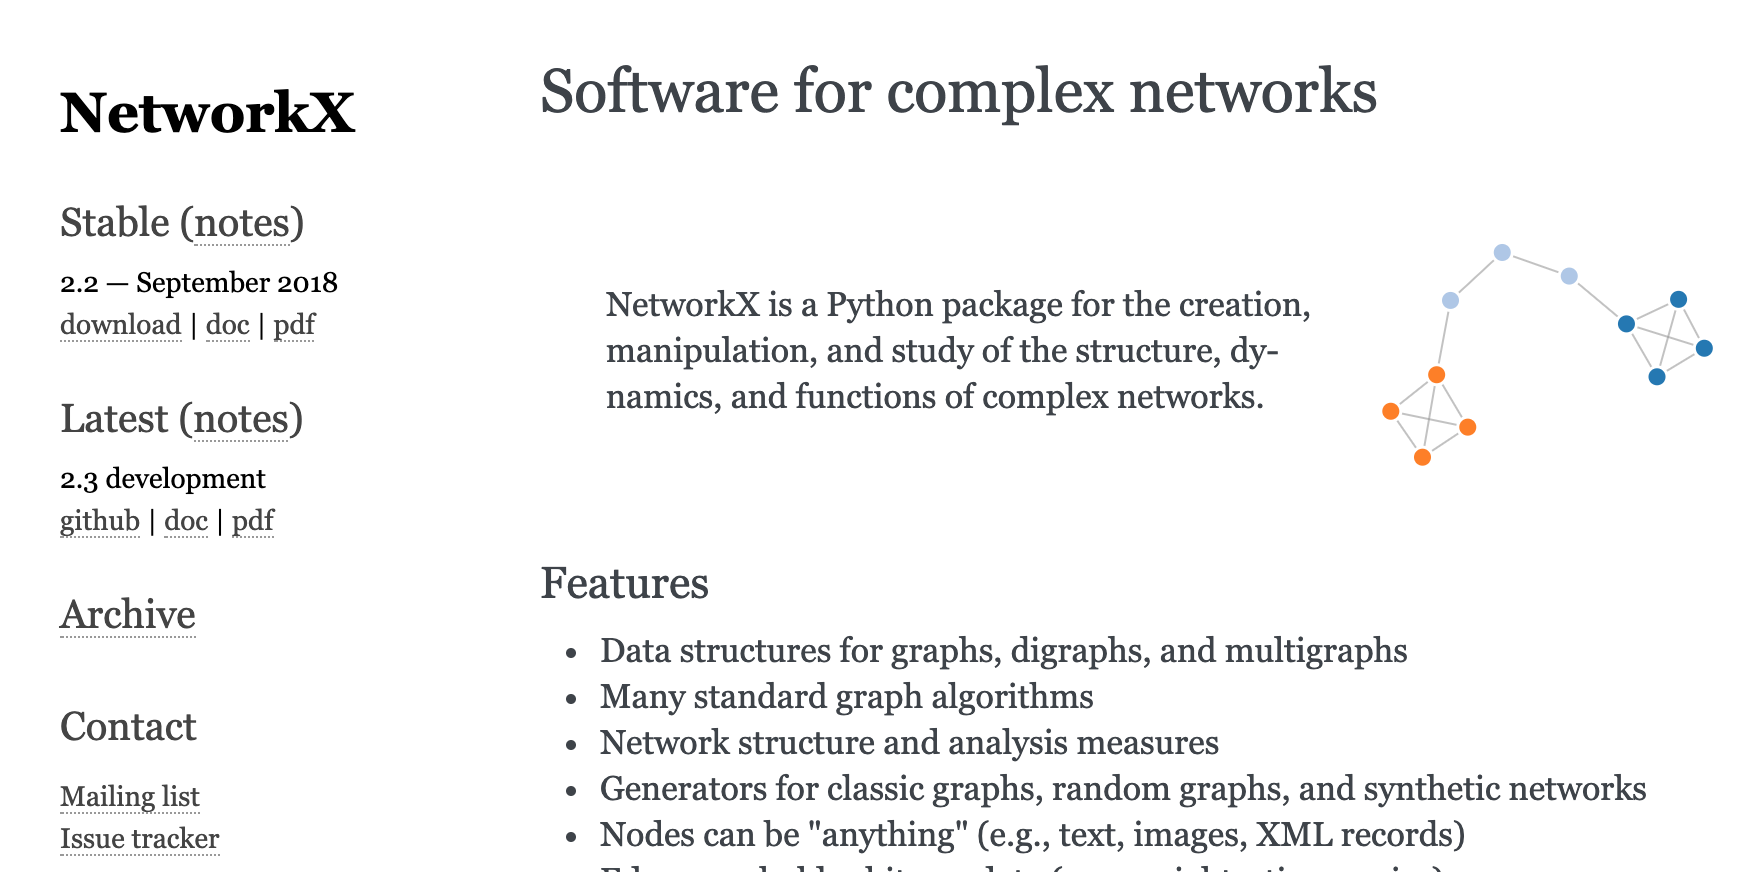 NetworkX
Stable (notes)
2.2 — September 2018
download | doc | pdf
Latest (notes)
2.3 development
github | doc | pdf
Archive
Contact
Mailing list
Issue tracker
Software for complex networks
NetworkX is a Python package for the creation,
manipulation, and study of the structure, dy-
namics, and functions of complex networks.
Features
• Data structures for graphs, digraphs, and multigraphs
• Many standard graph algorithms
• Network structure and analysis measures
• Generators for classic graphs, random graphs, and synthetic networks
• Nodes can be "anything" (e.g., text, images, XML records)